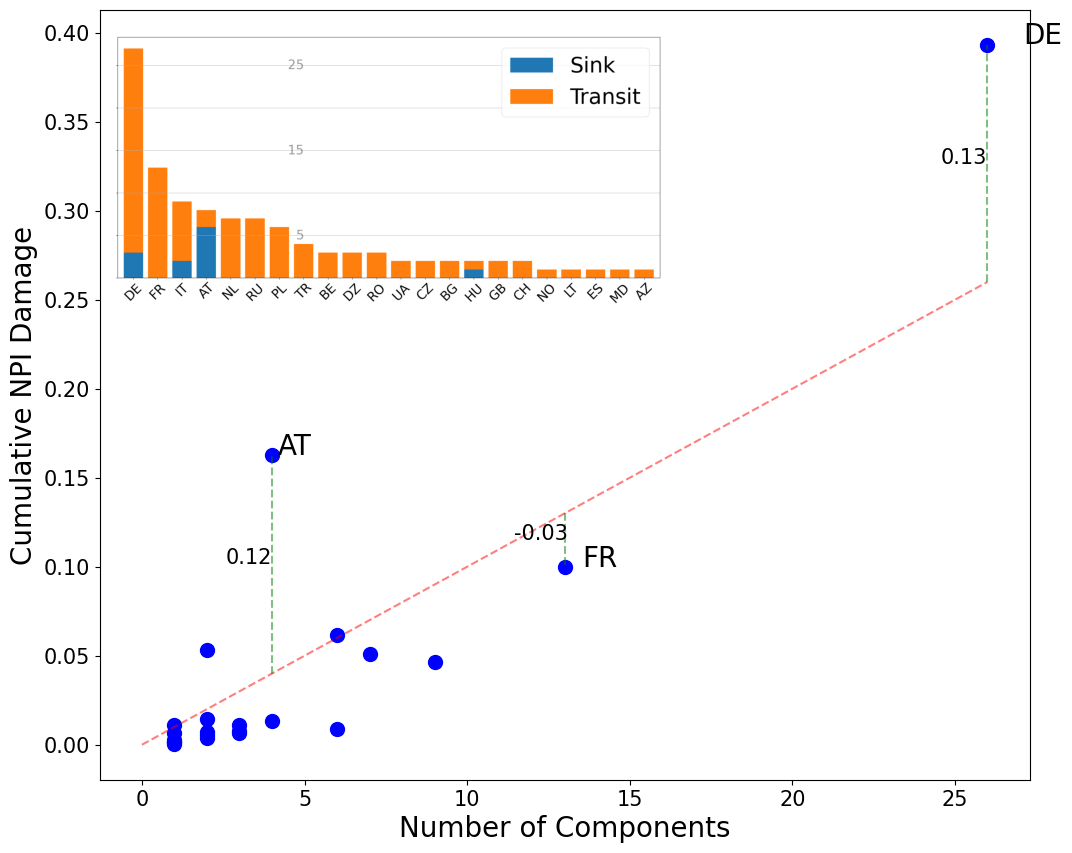 Cumulative NPI Damage
0.40
0.35
0.30
0.25
0.20
0.15
0.10
0.05
0.00
25
15
5
Sink
Transit
DE FR IT AT NL RU PL TR BE DZ RO UA CZ BG HU GB CH NO LT ES MD AZ
DE
0.13
AT
0.12
-0.03
FR
0 5 10 15 20 25
Number of Components